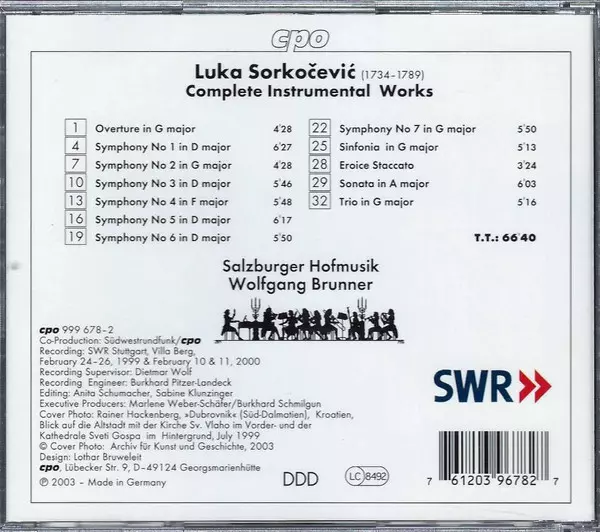 cpo
Luka Sorkočević (1734-1789)
Complete Instrumental Works
1 Overture in G major 4'28
4 Symphony No 1 in D major 6'27
7 Symphony No 2 in G major 4'28
10 Symphony No 3 in D major 5'46
13 Symphony No 4 in F major 5'48
16 Symphony No 5 in D major 6'17
19 Symphony No 6 in D major 5'50
22 Symphony No 7 in G major 5'50
25 Sinfonia in G major 5'13
28 Eroice Staccato 3'24
29 Sonata in A major 6'03
32 Trio in G major 5'16
T.T.: 66'40
Salzburger Hofmusik
Wolfgang Brunner
cpo 999 678-2
Co-Production: Südwestrundfunk/cpo
Recording: SWR Stuttgart, Villa Berg,
February 24-26, 1999 & February 10 & 11, 2000
Recording Supervisor: Dietmar Wolf
Recording Engineer: Burkhard Pitzer-Landeck
Editing: Anita Schumacher, Sabine Klunzinger
Executive Producers: Marlene Weber-Schäfer/Burkhard Schmilgun
Cover Photo: Rainer Hackenberg, »Dubrovnik« (Süd-Dalmatien), Kroatien,
Blick auf die Altstadt mit der Kirche Sv. Vlaho im Vorder- und der
Kathedrale Sveti Gospa im Hintergrund, July 1999
© Cover Photo: Archiv für Kunst und Geschichte, 2003
Design: Lothar Bruweleit
cpo, Lübecker Str. 9, D-49124 Georgsmarienhütte
℗ 2003 – Made in Germany
DDD
LC 8492
SWR
7 61203 96782 7